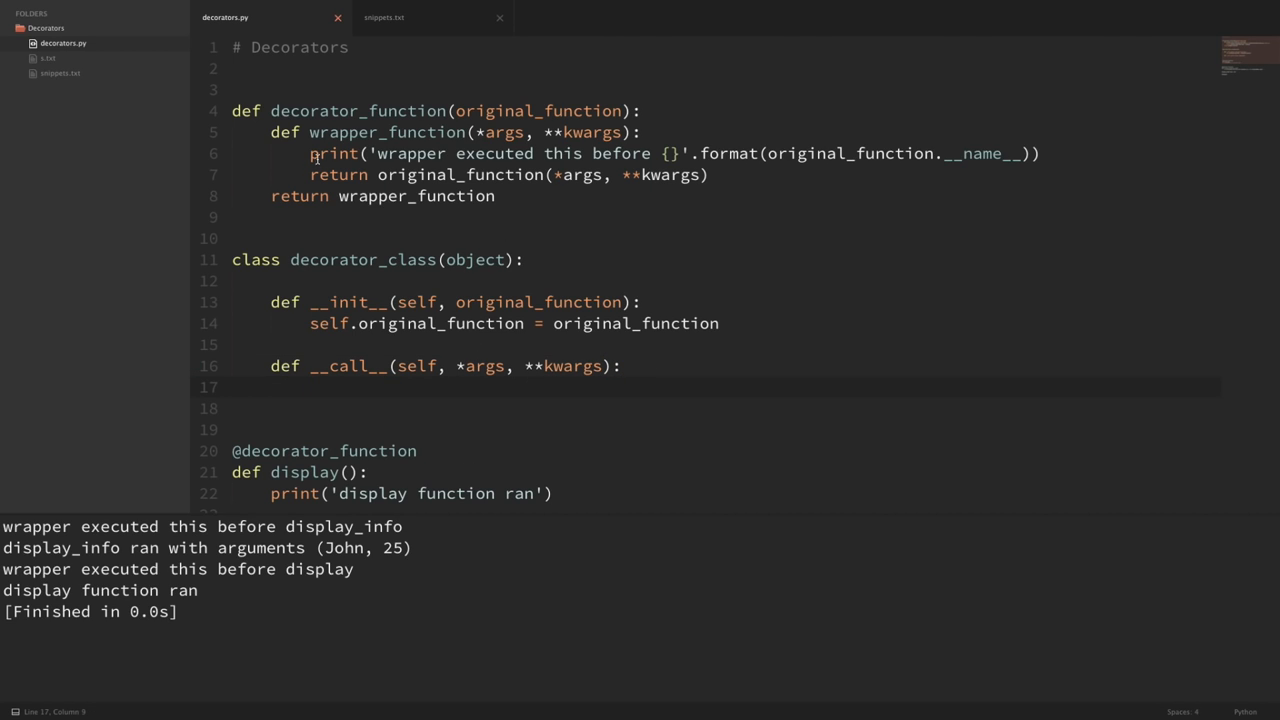 FOLDERS
Decorators
decorators.py
s.txt
snippets.txt
decorators.py
snippets.txt
1 # Decorators
2
3
4 def decorator_function(original_function):
5     def wrapper_function(*args, **kwargs):
6         print('wrapper executed this before {}'.format(original_function.__name__))
7         return original_function(*args, **kwargs)
8     return wrapper_function
9
10
11 class decorator_class(object):
12
13     def __init__(self, original_function):
14         self.original_function = original_function
15
16     def __call__(self, *args, **kwargs):
17
18
19
20 @decorator_function
21 def display():
22     print('display function ran')
wrapper executed this before display_info
display_info ran with arguments (John, 25)
wrapper executed this before display
display function ran
[Finished in 0.0s]
Line 17, Column 9
Spaces: 4
Python